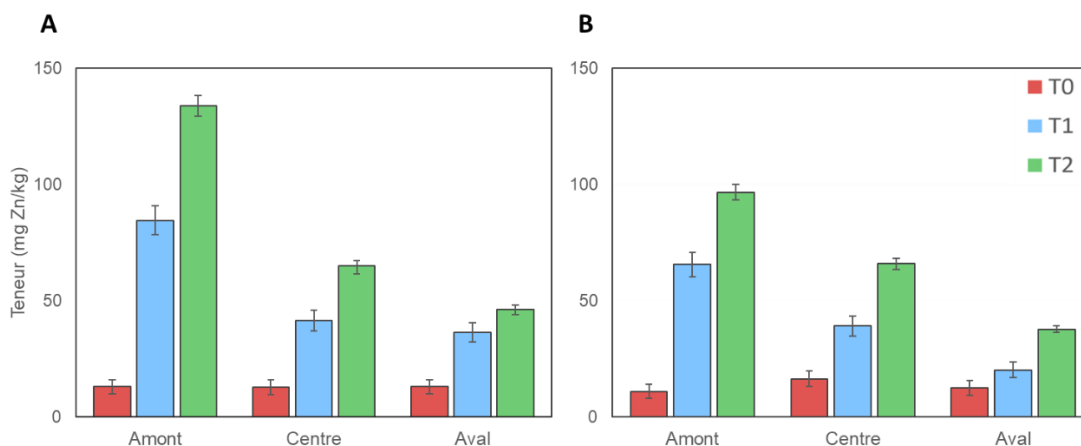 A
B
Teneur (mg Zn/kg)
150
100
50
0
Amont Centre Aval
150
100
50
0
Amont Centre Aval
T0
T1
T2